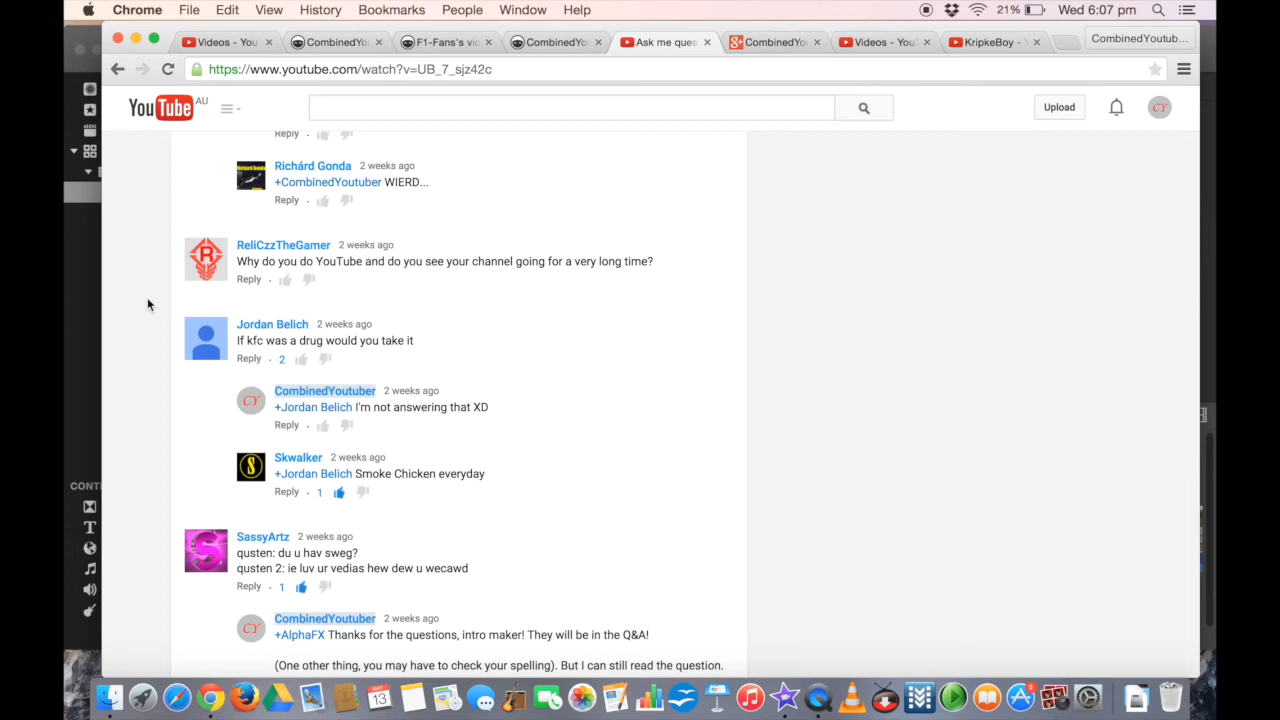 Chrome File Edit View History Bookmarks People Window Help 21% Wed 6:07 pm
Videos - You CombinedYo F1-Fans's vi CombinedYo Ask me ques CombinedYo Videos - You KripkeBoy - Y CombinedYoutub...
https://www.youtube.com/watch?v=UB_7_sjz42c
YouTube AU Upload CY
Reply
Richárd Gonda 2 weeks ago
+CombinedYoutuber WIERD...
Reply
ReliCzzTheGamer 2 weeks ago
R
Why do you do YouTube and do you see your channel going for a very long time?
Reply
Jordan Belich 2 weeks ago
If kfc was a drug would you take it
Reply 2
CombinedYoutuber 2 weeks ago
CY +Jordan Belich I'm not answering that XD
Reply
Skwalker 2 weeks ago
S +Jordan Belich Smoke Chicken everyday
Reply 1
CONT
SassyArtz 2 weeks ago
S qusten: du u hav sweg?
qusten 2: ie luv ur vedias hew dew u wecawd
Reply 1
CombinedYoutuber 2 weeks ago
CY +AlphaFX Thanks for the questions, intro maker! They will be in the Q&A!
(One other thing, you may have to check your spelling). But I can still read the question.
MAY
13